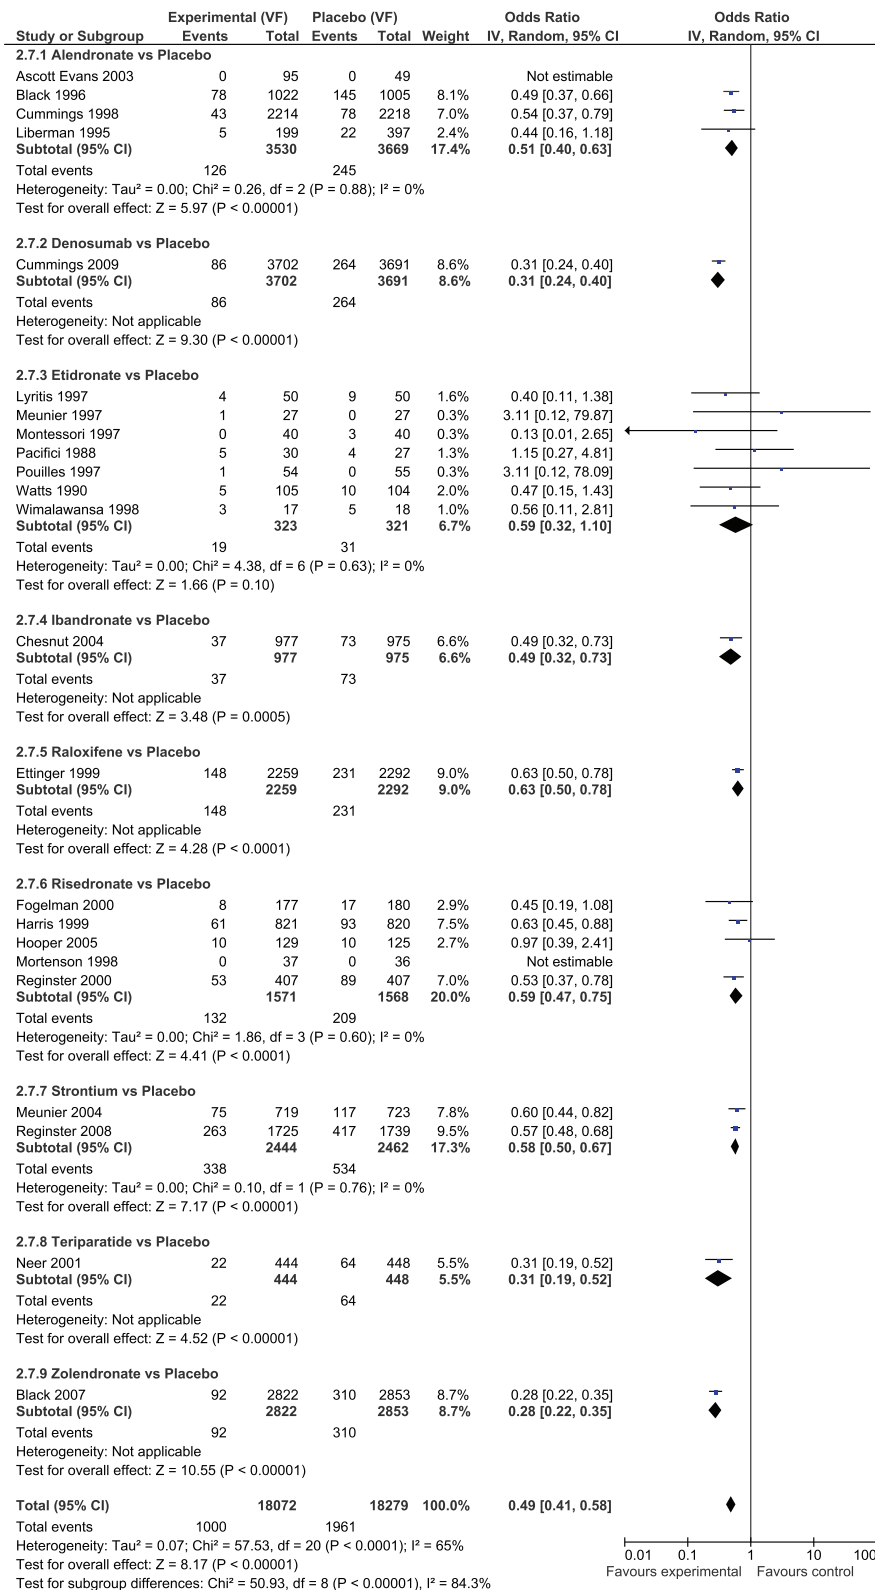 Experimental (VF) Placebo (VF) Odds Ratio Odds Ratio
Study or Subgroup Events Total Events Total Weight IV, Random, 95% CI IV, Random, 95% CI
2.7.1 Alendronate vs Placebo
Ascott Evans 2003 0 95 0 49 Not estimable
Black 1996 78 1022 145 1005 8.1% 0.49 [0.37, 0.66]
Cummings 1998 43 2214 78 2218 7.0% 0.54 [0.37, 0.79]
Liberman 1995 5 199 22 397 2.4% 0.44 [0.16, 1.18]
Subtotal (95% CI) 3530 3669 17.4% 0.51 [0.40, 0.63]
Total events 126 245
Heterogeneity: Tau² = 0.00; Chi² = 0.26, df = 2 (P = 0.88); I² = 0%
Test for overall effect: Z = 5.97 (P < 0.00001)
2.7.2 Denosumab vs Placebo
Cummings 2009 86 3702 264 3691 8.6% 0.31 [0.24, 0.40]
Subtotal (95% CI) 3702 3691 8.6% 0.31 [0.24, 0.40]
Total events 86 264
Heterogeneity: Not applicable
Test for overall effect: Z = 9.30 (P < 0.00001)
2.7.3 Etidronate vs Placebo
Lyritis 1997 4 50 9 50 1.6% 0.40 [0.11, 1.38]
Meunier 1997 1 27 0 27 0.3% 3.11 [0.12, 79.87]
Montessori 1997 0 40 3 40 0.3% 0.13 [0.01, 2.65]
Pacifici 1988 5 30 4 27 1.3% 1.15 [0.27, 4.81]
Pouilles 1997 1 54 0 55 0.3% 3.11 [0.12, 78.09]
Watts 1990 5 105 10 104 2.0% 0.47 [0.15, 1.43]
Wimalawansa 1998 3 17 5 18 1.0% 0.56 [0.11, 2.81]
Subtotal (95% CI) 323 321 6.7% 0.59 [0.32, 1.10]
Total events 19 31
Heterogeneity: Tau² = 0.00; Chi² = 4.38, df = 6 (P = 0.63); I² = 0%
Test for overall effect: Z = 1.66 (P = 0.10)
2.7.4 Ibandronate vs Placebo
Chesnut 2004 37 977 73 975 6.6% 0.49 [0.32, 0.73]
Subtotal (95% CI) 977 975 6.6% 0.49 [0.32, 0.73]
Total events 37 73
Heterogeneity: Not applicable
Test for overall effect: Z = 3.48 (P = 0.0005)
2.7.5 Raloxifene vs Placebo
Ettinger 1999 148 2259 231 2292 9.0% 0.63 [0.50, 0.78]
Subtotal (95% CI) 2259 2292 9.0% 0.63 [0.50, 0.78]
Total events 148 231
Heterogeneity: Not applicable
Test for overall effect: Z = 4.28 (P < 0.0001)
2.7.6 Risedronate vs Placebo
Fogelman 2000 8 177 17 180 2.9% 0.45 [0.19, 1.08]
Harris 1999 61 821 93 820 7.5% 0.63 [0.45, 0.88]
Hooper 2005 10 129 10 125 2.7% 0.97 [0.39, 2.41]
Mortenson 1998 0 37 0 36 Not estimable
Reginster 2000 53 407 89 407 7.0% 0.53 [0.37, 0.78]
Subtotal (95% CI) 1571 1568 20.0% 0.59 [0.47, 0.75]
Total events 132 209
Heterogeneity: Tau² = 0.00; Chi² = 1.86, df = 3 (P = 0.60); I² = 0%
Test for overall effect: Z = 4.41 (P < 0.0001)
2.7.7 Strontium vs Placebo
Meunier 2004 75 719 117 723 7.8% 0.60 [0.44, 0.82]
Reginster 2008 263 1725 417 1739 9.5% 0.57 [0.48, 0.68]
Subtotal (95% CI) 2444 2462 17.3% 0.58 [0.50, 0.67]
Total events 338 534
Heterogeneity: Tau² = 0.00; Chi² = 0.10, df = 1 (P = 0.76); I² = 0%
Test for overall effect: Z = 7.17 (P < 0.00001)
2.7.8 Teriparatide vs Placebo
Neer 2001 22 444 64 448 5.5% 0.31 [0.19, 0.52]
Subtotal (95% CI) 444 448 5.5% 0.31 [0.19, 0.52]
Total events 22 64
Heterogeneity: Not applicable
Test for overall effect: Z = 4.52 (P < 0.00001)
2.7.9 Zolendronate vs Placebo
Black 2007 92 2822 310 2853 8.7% 0.28 [0.22, 0.35]
Subtotal (95% CI) 2822 2853 8.7% 0.28 [0.22, 0.35]
Total events 92 310
Heterogeneity: Not applicable
Test for overall effect: Z = 10.55 (P < 0.00001)
Total (95% CI) 18072 18279 100.0% 0.49 [0.41, 0.58]
Total events 1000 1961
Heterogeneity: Tau² = 0.07; Chi² = 57.53, df = 20 (P < 0.0001); I² = 65%
Test for overall effect: Z = 8.17 (P < 0.00001)
Test for subgroup differences: Chi² = 50.93, df = 8 (P < 0.00001), I² = 84.3%
0.01 0.1 1 10 100
Favours experimental Favours control